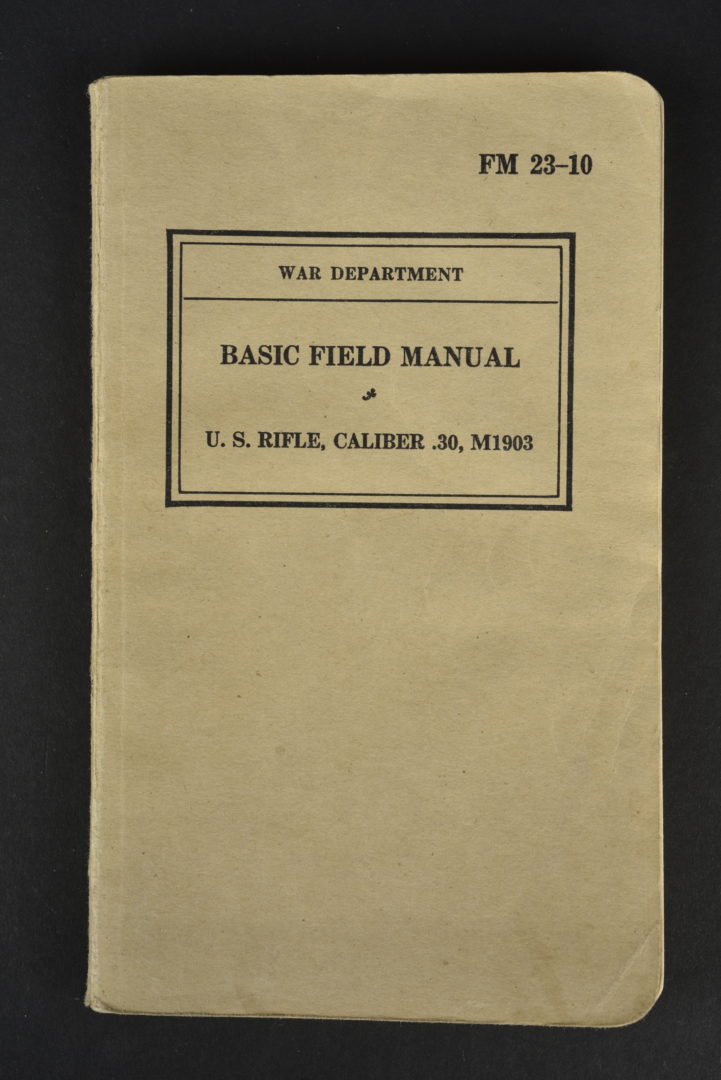 FM 23–10
WAR DEPARTMENT
BASIC FIELD MANUAL
U. S. RIFLE, CALIBER .30, M1903